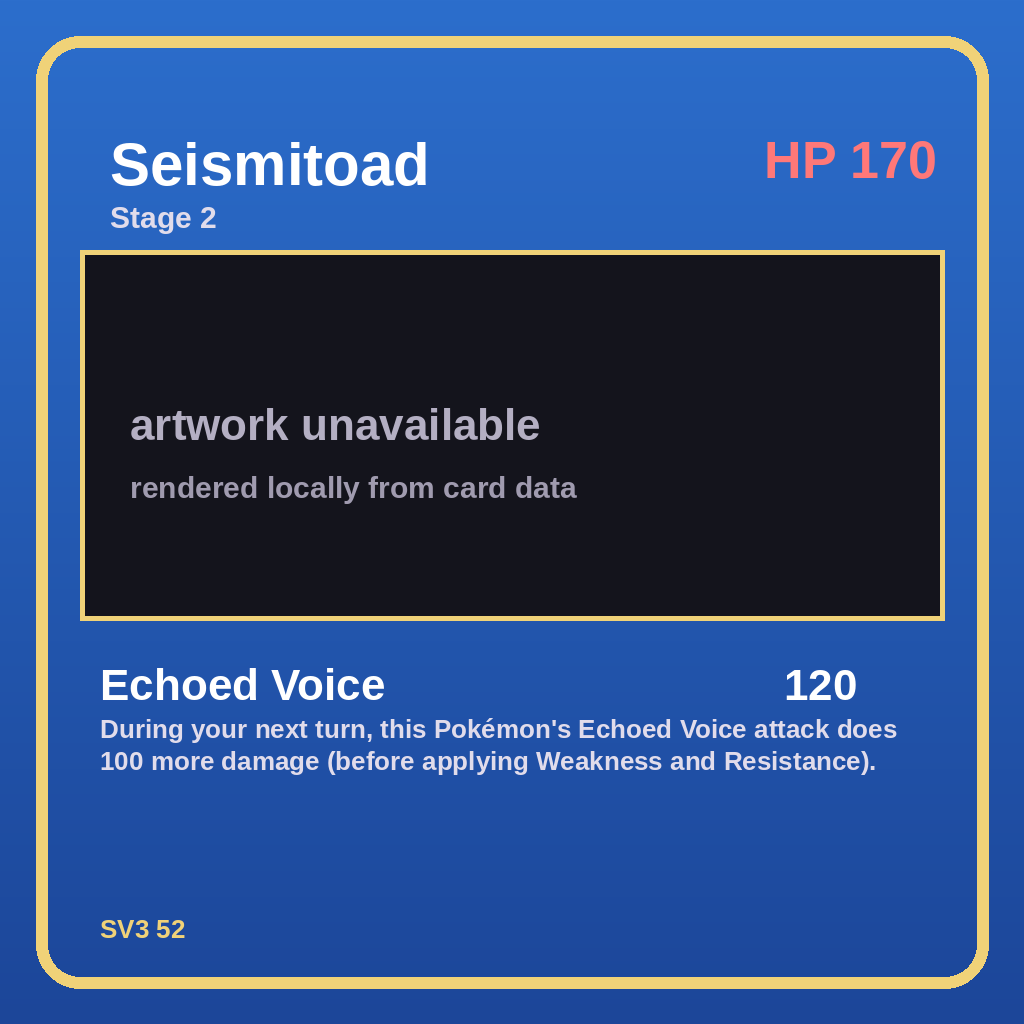 Seismitoad
HP 170
Stage 2
artwork unavailable
rendered locally from card data
Echoed Voice
120
During your next turn, this Pokémon's Echoed Voice attack does
100 more damage (before applying Weakness and Resistance).
SV3 52